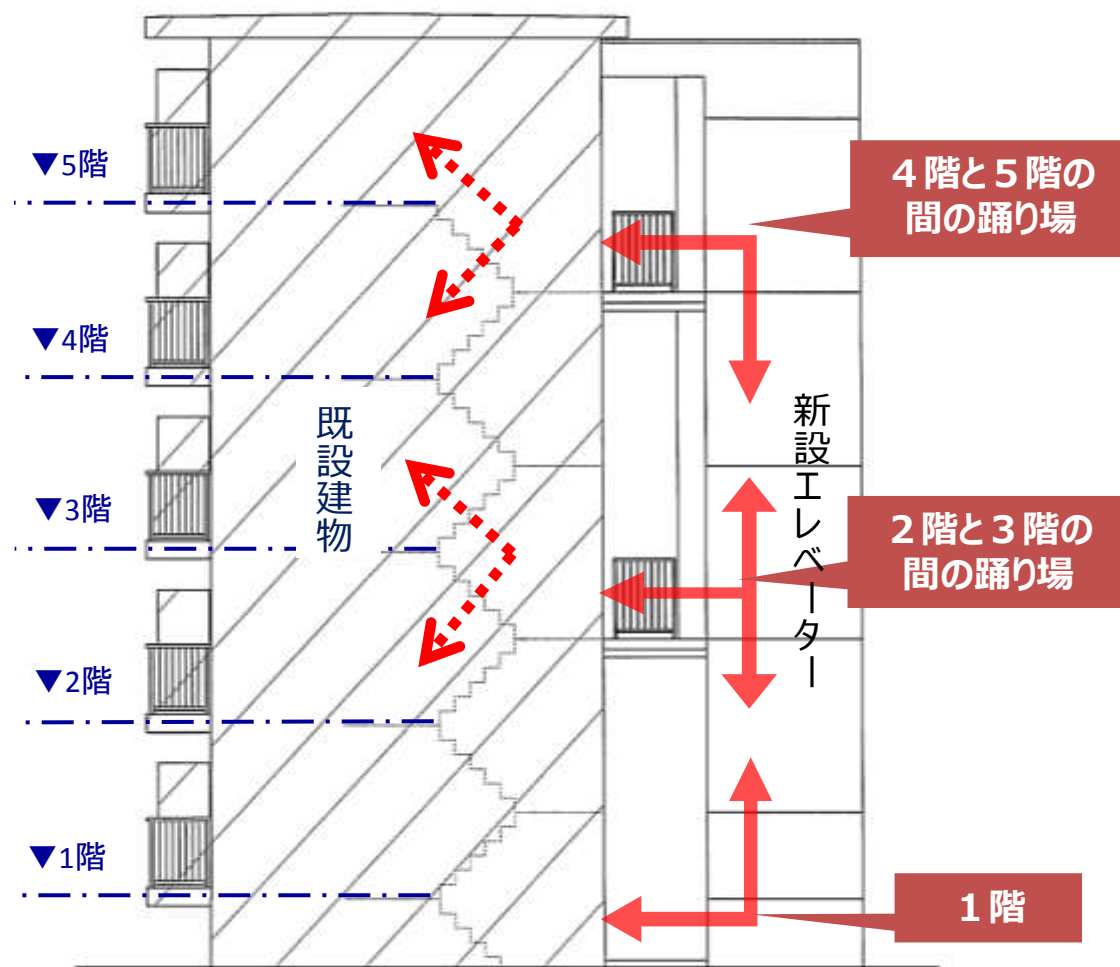 ▼5階
４階と５階の
間の踊り場
▼4階
既設建物
新設エレベーター
▼3階
２階と３階の
間の踊り場
▼2階
▼1階
１階